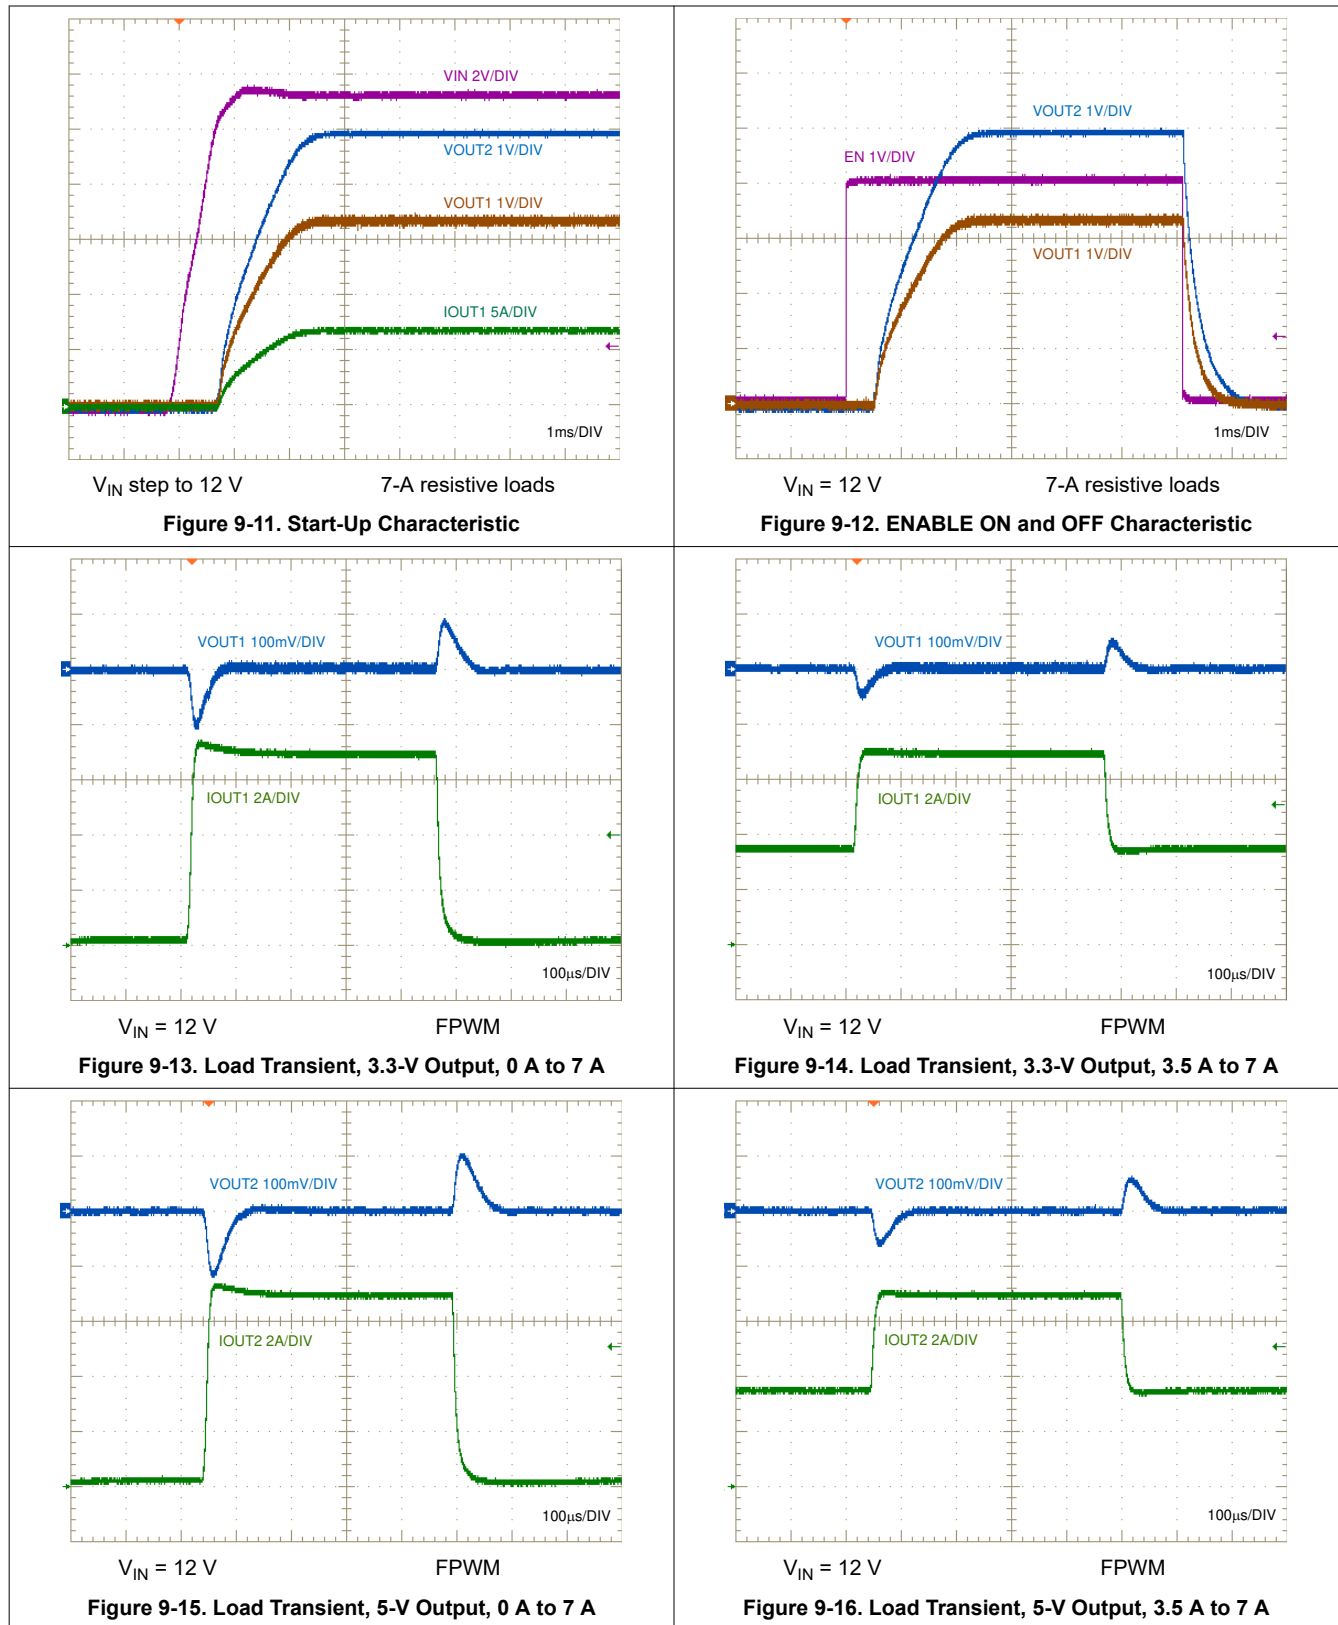 VIN 2V/DIV
VOUT2 1V/DIV
VOUT1 1V/DIV
IOUT1 5A/DIV
1ms/DIV
VIN step to 12 V
7-A resistive loads
Figure 9-11. Start-Up Characteristic
VOUT2 1V/DIV
EN 1V/DIV
VOUT1 1V/DIV
1ms/DIV
VIN = 12 V
7-A resistive loads
Figure 9-12. ENABLE ON and OFF Characteristic
VOUT1 100mV/DIV
IOUT1 2A/DIV
100µs/DIV
VIN = 12 V
FPWM
Figure 9-13. Load Transient, 3.3-V Output, 0 A to 7 A
VOUT1 100mV/DIV
IOUT1 2A/DIV
100µs/DIV
VIN = 12 V
FPWM
Figure 9-14. Load Transient, 3.3-V Output, 3.5 A to 7 A
VOUT2 100mV/DIV
IOUT2 2A/DIV
100µs/DIV
VIN = 12 V
FPWM
Figure 9-15. Load Transient, 5-V Output, 0 A to 7 A
VOUT2 100mV/DIV
IOUT2 2A/DIV
100µs/DIV
VIN = 12 V
FPWM
Figure 9-16. Load Transient, 5-V Output, 3.5 A to 7 A